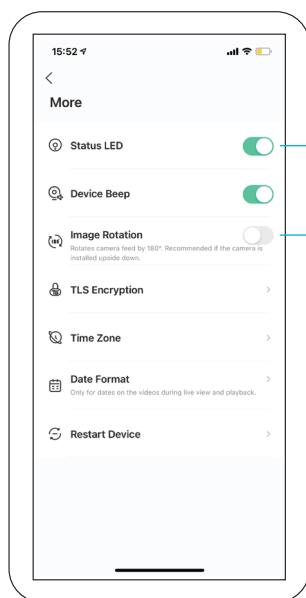 15:52
More
Status LED
Device Beep
Image Rotation
Rotates camera feed by 180°. Recommended if the camera is
installed upside down.
TLS Encryption
Time Zone
Date Format
Only for dates on the videos during live view and playback.
Restart Device